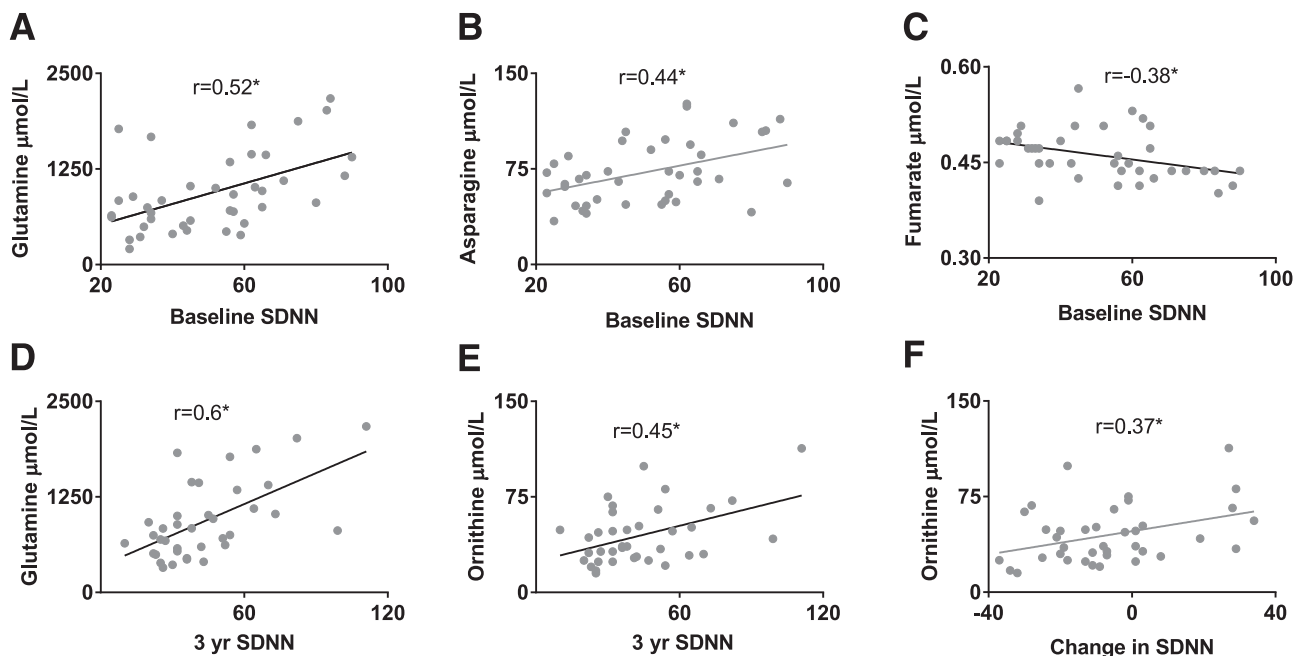 A
B
C
r=0.52*
r=0.44*
r=-0.38*
Glutamine μmol/L
2500
1250
0
20
60
100
Baseline SDNN
Asparagine μmol/L
150
75
0
20
60
100
Baseline SDNN
Fumarate μmol/L
0.60
0.45
0.30
20
60
100
Baseline SDNN
D
E
F
r=0.6*
r=0.45*
r=0.37*
Glutamine μmol/L
2500
1250
0
60
120
3 yr SDNN
Ornithine μmol/L
150
75
0
60
120
3 yr SDNN
Ornithine μmol/L
150
75
0
-40
0
40
Change in SDNN